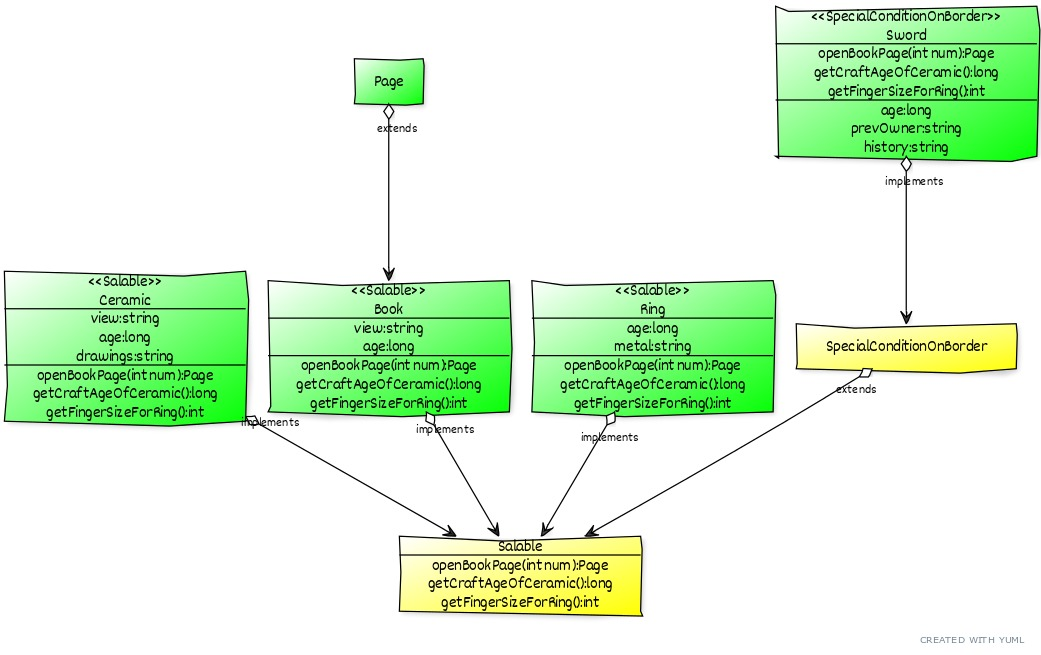 <<SpecialConditionOnBorder>>
Sword
openBookPage(int num):Page
getCraftAgeOfCeramic():long
getFingerSizeForRing():int
age:long
prevOwner:string
history:string
implements
Page
extends
<<Salable>>
Ceramic
view:string
age:long
drawings:string
openBookPage(int num):Page
getCraftAgeOfCeramic():long
getFingerSizeForRing():int
implements
<<Salable>>
Book
view:string
age:long
openBookPage(int num):Page
getCraftAgeOfCeramic():long
getFingerSizeForRing():int
implements
<<Salable>>
Ring
age:long
metal:string
openBookPage(int num):Page
getCraftAgeOfCeramic():long
getFingerSizeForRing():int
implements
SpecialConditionOnBorder
extends
Salable
openBookPage(int num):Page
getCraftAgeOfCeramic():long
getFingerSizeForRing():int
CREATED WITH YUML